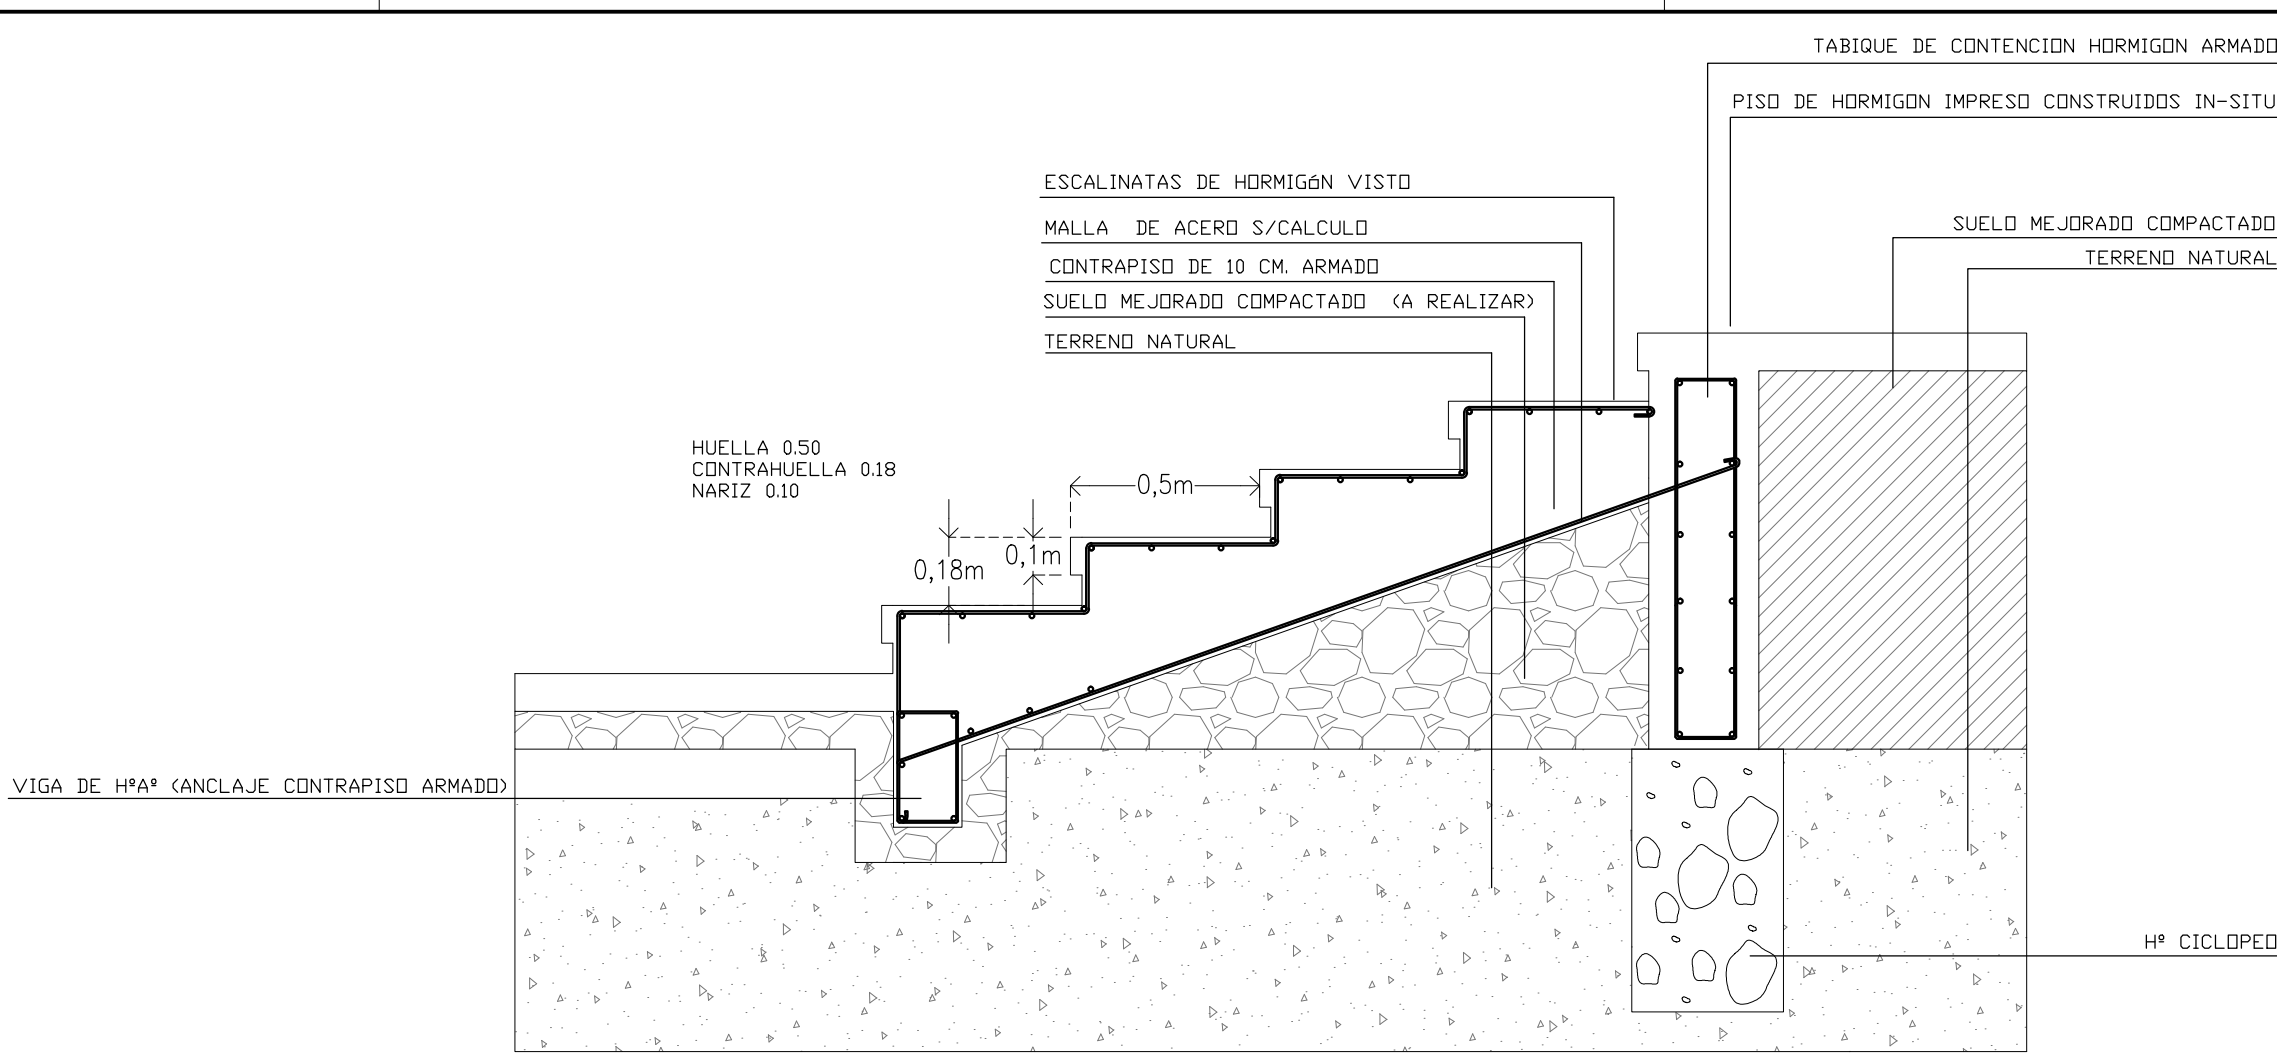 TABIQUE DE CONTENCION HORMIGON ARMADO
PISO DE HORMIGON IMPRESO CONSTRUIDOS IN-SITU
ESCALINATAS DE HORMIGóN VISTO
MALLA DE ACERO S/CALCULO
CONTRAPISO DE 10 CM. ARMADO
SUELO MEJORADO COMPACTADO (A REALIZAR)
TERRENO NATURAL
SUELO MEJORADO COMPACTADO
TERRENO NATURAL
HUELLA 0.50
CONTRAHUELLA 0.18
NARIZ 0.10
0,5m
0,1m
0,18m
VIGA DE HºAº (ANCLAJE CONTRAPISO ARMADO)
Hº CICLOPEO